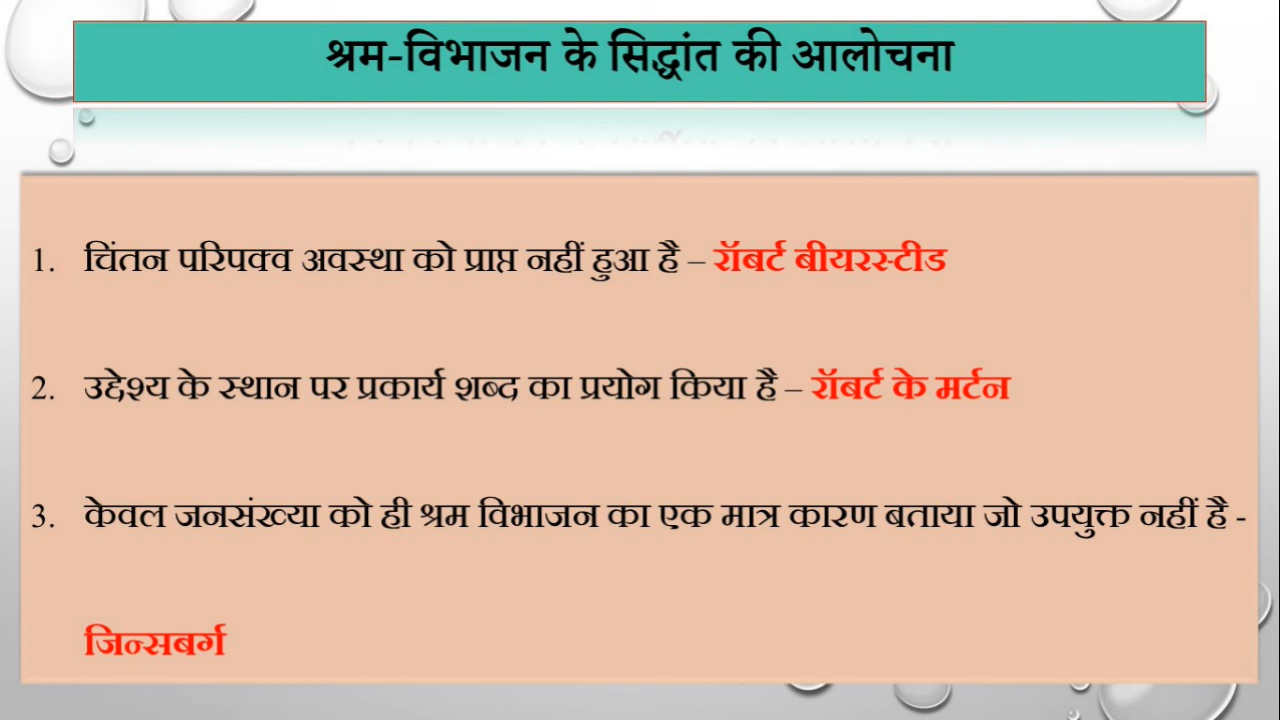 श्रम-विभाजन के सिद्धांत की आलोचना
1. चिंतन परिपक्व अवस्था को प्राप्त नहीं हुआ है – रॉबर्ट बीयरस्टीड
2. उद्देश्य के स्थान पर प्रकार्य शब्द का प्रयोग किया है – रॉबर्ट के मर्टन
3. केवल जनसंख्या को ही श्रम विभाजन का एक मात्र कारण बताया जो उपयुक्त नहीं है -
जिन्सबर्ग